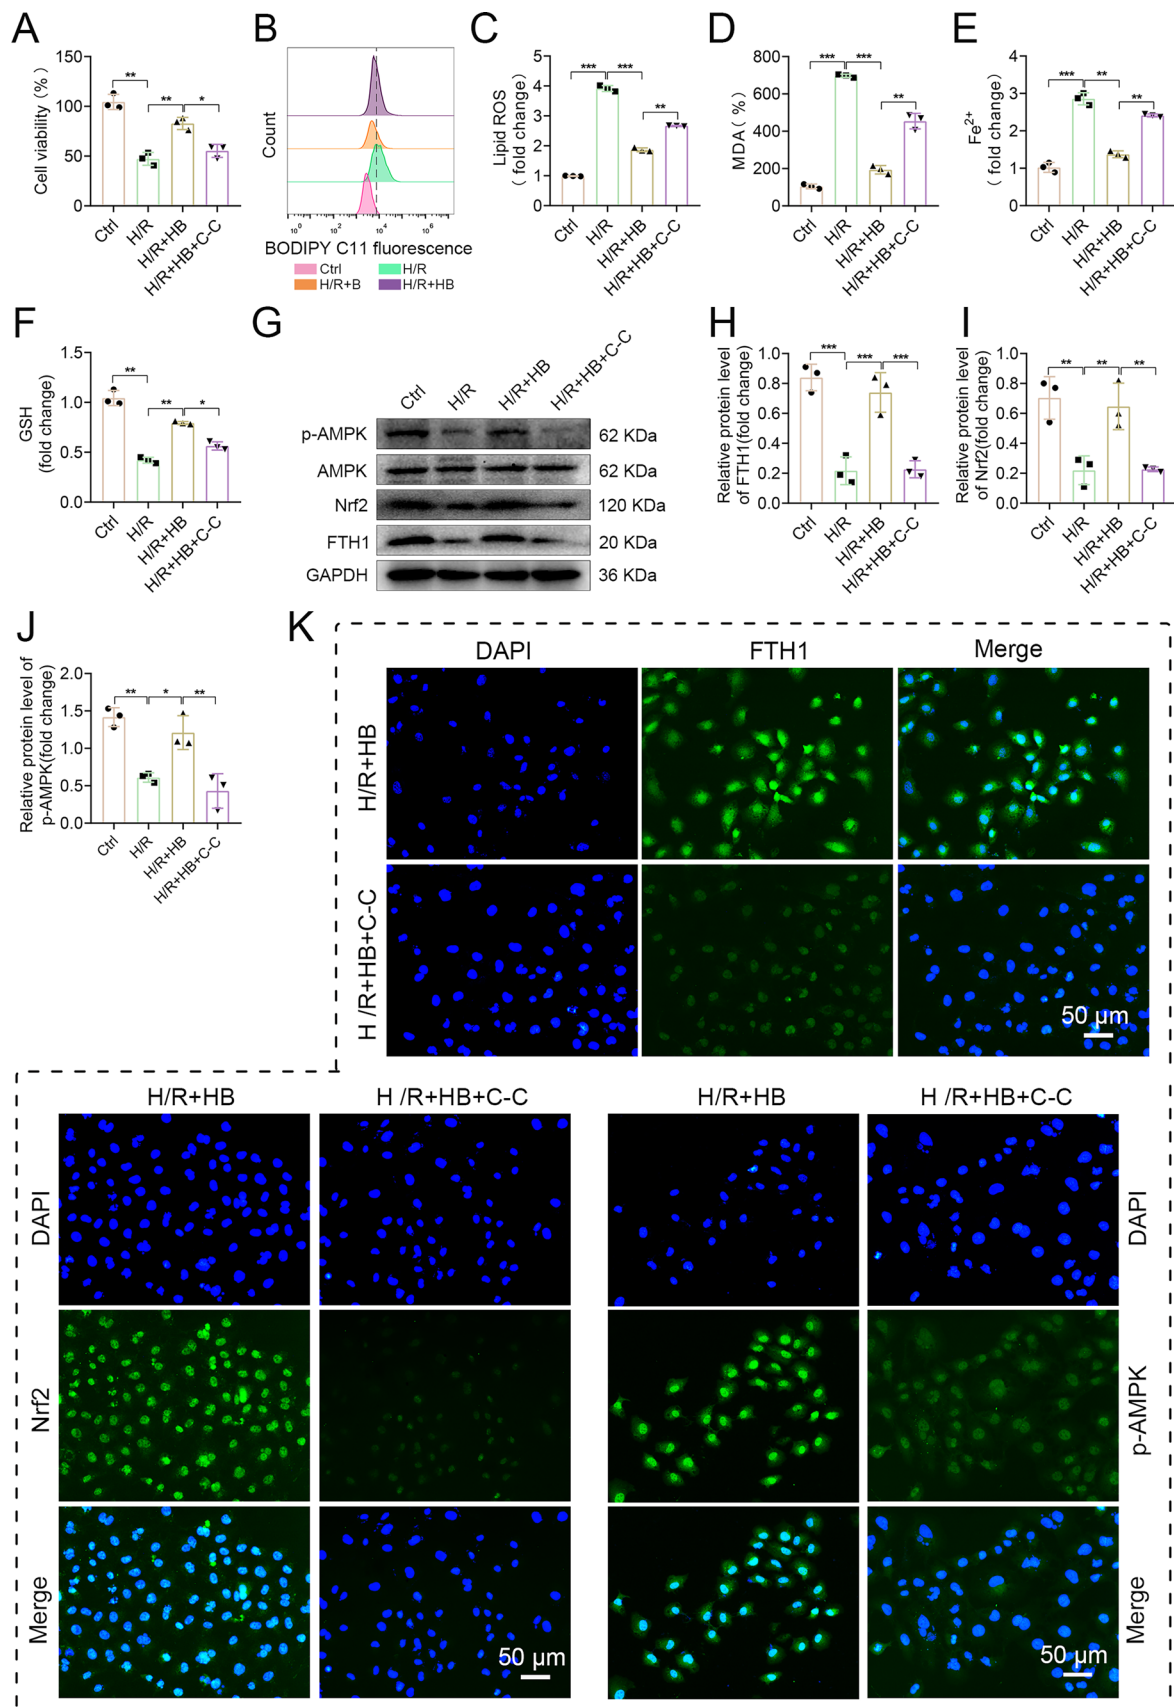 A
Cell viability (%)
150
100
50
0
**
**
*
Ctrl
H/R
H/R+HB
H/R+HB+C-C
B
Count
10⁰
10²
10⁴
10⁶
BODIPY C11 fluorescence
Ctrl
H/R
H/R+B
H/R+HB
C
Lipid ROS
(fold change)
5
4
3
2
1
0
***
***
**
Ctrl
H/R
H/R+HB
H/R+HB+C-C
D
MDA (%)
800
600
400
200
0
***
***
**
Ctrl
H/R
H/R+HB
H/R+HB+C-C
E
Fe²⁺
(fold change)
4
3
2
1
0
***
**
**
Ctrl
H/R
H/R+HB
H/R+HB+C-C
F
GSH
(fold change)
1.5
1.0
0.5
0.0
**
**
*
Ctrl
H/R
H/R+HB
H/R+HB+C-C
G
Ctrl
H/R
H/R+HB
H/R+HB+C-C
p-AMPK
62 KDa
AMPK
62 KDa
Nrf2
120 KDa
FTH1
20 KDa
GAPDH
36 KDa
H
Relative protein level
of FTH1(fold change)
1.0
0.8
0.6
0.4
0.2
0.0
***
***
***
Ctrl
H/R
H/R+HB
H/R+HB+C-C
I
Relative protein level
of Nrf2(fold change)
1.0
0.8
0.6
0.4
0.2
0.0
**
**
**
Ctrl
H/R
H/R+HB
H/R+HB+C-C
J
Relative protein level of
p-AMPK(fold change)
2.0
1.5
1.0
0.5
0.0
**
*
**
Ctrl
H/R
H/R+HB
H/R+HB+C-C
K
DAPI
FTH1
Merge
H/R+HB
H /R+HB+C-C
50 μm
H/R+HB
H /R+HB+C-C
H/R+HB
H /R+HB+C-C
DAPI
DAPI
Nrf2
p-AMPK
Merge
50 μm
50 μm
Merge